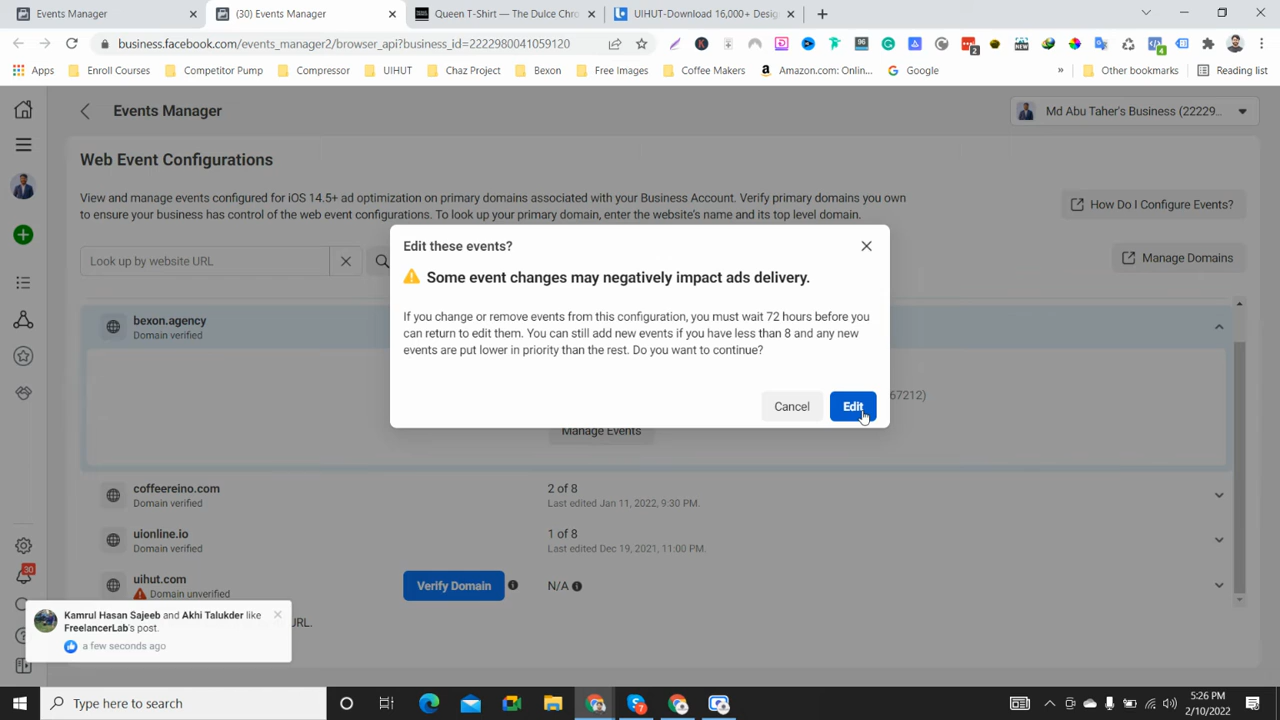 Events Manager
(30) Events Manager
Queen T-Shirt — The Dulce Chro
UIHUT-Download 16,000+ Desig
business.facebook.com/events_manager2/browser_api?business_id=2222980041059120
Apps
Enroll Courses
Competitor Pump
Compressor
UIHUT
Chaz Project
Bexon
Free Images
Coffee Makers
Amazon.com: Onlin...
Google
»
Other bookmarks
Reading list
Events Manager
Md Abu Taher's Business (22229...
Web Event Configurations
View and manage events configured for iOS 14.5+ ad optimization on primary domains associated with your Business Account. Verify primary domains you own
to ensure your business has control of the web event configurations. To look up your primary domain, enter the website's name and its top level domain.
How Do I Configure Events?
Look up by website URL
Manage Domains
Edit these events?
Some event changes may negatively impact ads delivery.
If you change or remove events from this configuration, you must wait 72 hours before you
can return to edit them. You can still add new events if you have less than 8 and any new
events are put lower in priority than the rest. Do you want to continue?
Cancel
Edit
bexon.agency
Domain verified
67212)
Manage Events
coffeereino.com
Domain verified
2 of 8
Last edited Jan 11, 2022, 9:30 PM.
uionline.io
Domain verified
1 of 8
Last edited Dec 19, 2021, 11:00 PM.
uihut.com
Domain unverified
Verify Domain
N/A
30
URL.
Kamrul Hasan Sajeeb and Akhi Talukder like
FreelancerLab's post.
a few seconds ago
Type here to search
5:26 PM
2/10/2022